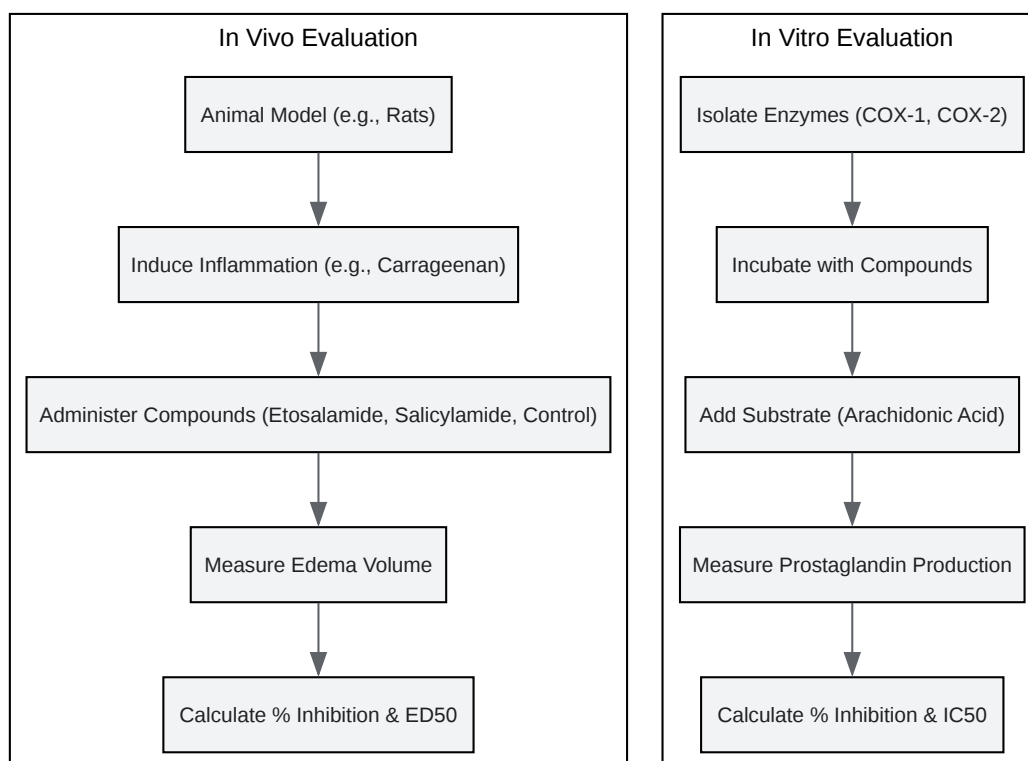 In Vivo Evaluation
Animal Model (e.g., Rats)
Induce Inflammation (e.g., Carrageenan)
Administer Compounds (Etosalamide, Salicylamide, Control)
Measure Edema Volume
Calculate % Inhibition & ED50
In Vitro Evaluation
Isolate Enzymes (COX-1, COX-2)
Incubate with Compounds
Add Substrate (Arachidonic Acid)
Measure Prostaglandin Production
Calculate % Inhibition & IC50